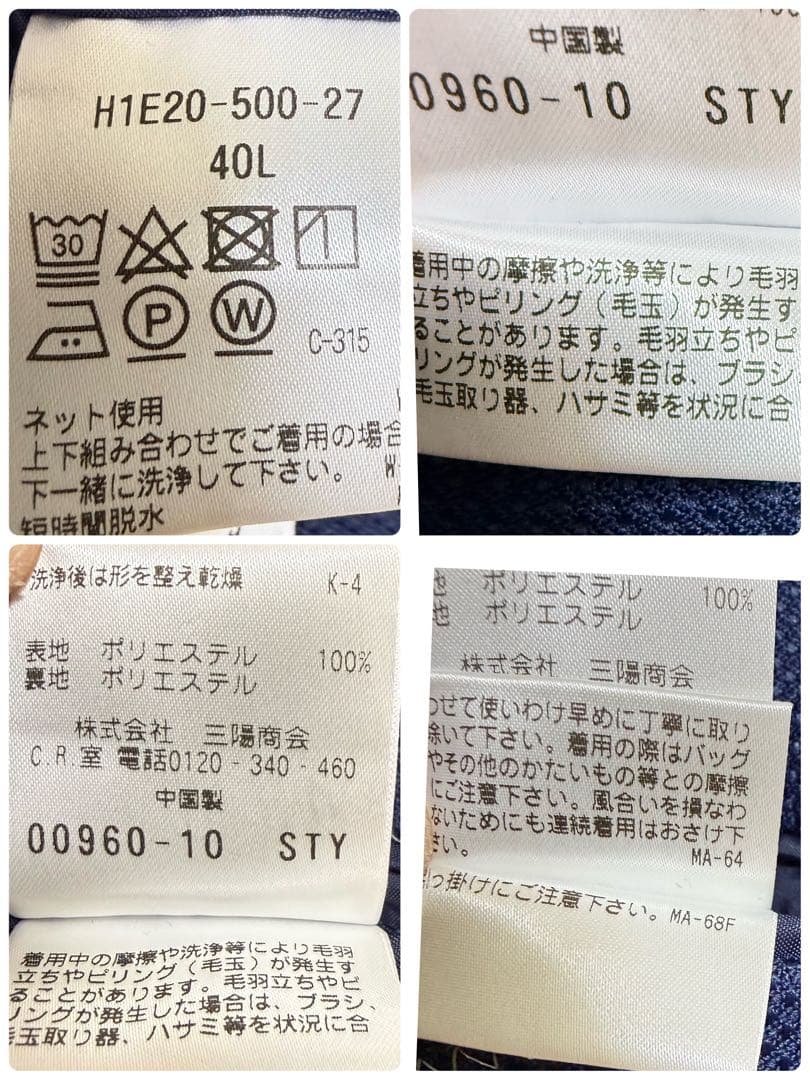 H1E20-500-27
40L
30
P
W
C-315
ネット使用
上下組み合わせでご着用の場合
下一緒に洗浄して下さい。
短時間脱水
中国製
0960-10 STY
着用中の摩擦や洗浄等により毛羽
立ちやピリング（毛玉）が発生す
ることがあります。毛羽立ちやピ
リングが発生した場合は、ブラシ、
毛玉取り器、ハサミ等を状況に合
洗浄後は形を整え乾燥 K-4
表地 ポリエステル 100%
裏地 ポリエステル
株式会社 三陽商会
C.R.室 電話0120-340-460
中国製
00960-10 STY
着用中の摩擦や洗浄等により毛羽
立ちやピリング（毛玉）が発生す
ることがあります。毛羽立ちやピ
リングが発生した場合は、ブラシ、
毛玉取り器、ハサミ等を状況に合
地 ポリエステル 100%
地 ポリエステル
株式会社 三陽商会
わせて使いわけ早めに丁寧に取り
除いて下さい。着用の際はバッグ
やその他のかたいもの等との摩擦
にご注意下さい。風合いを損なわ
ないためにも連続着用はおさけ下
さい。 MA-64
引っ掛けにご注意下さい。MA-68F